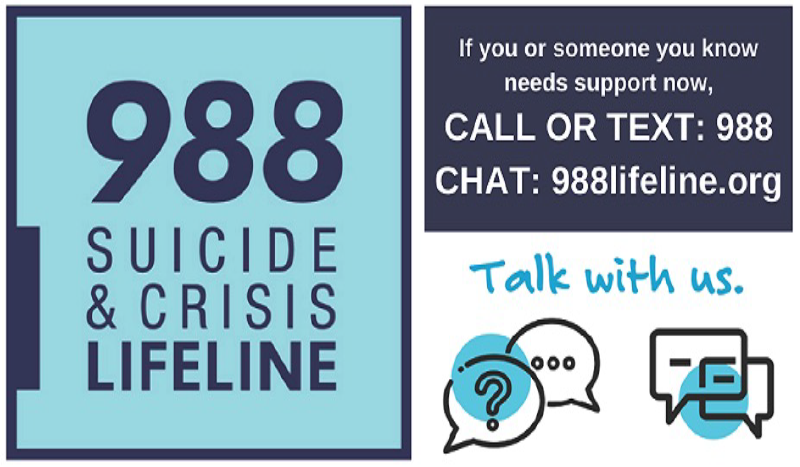 988
SUICIDE
& CRISIS
LIFELINE
If you or someone you know
needs support now,
CALL OR TEXT: 988
CHAT: 988lifeline.org
Talk with us.
?